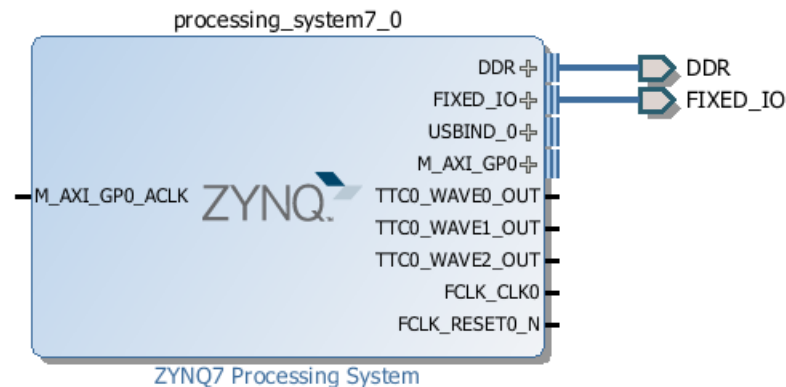 processing_system7_0
DDR
FIXED_IO
USBIND_0
M_AXI_GP0
M_AXI_GP0_ACLK
ZYNQ
TTC0_WAVE0_OUT
TTC0_WAVE1_OUT
TTC0_WAVE2_OUT
FCLK_CLK0
FCLK_RESET0_N
DDR
FIXED_IO
ZYNQ7 Processing System